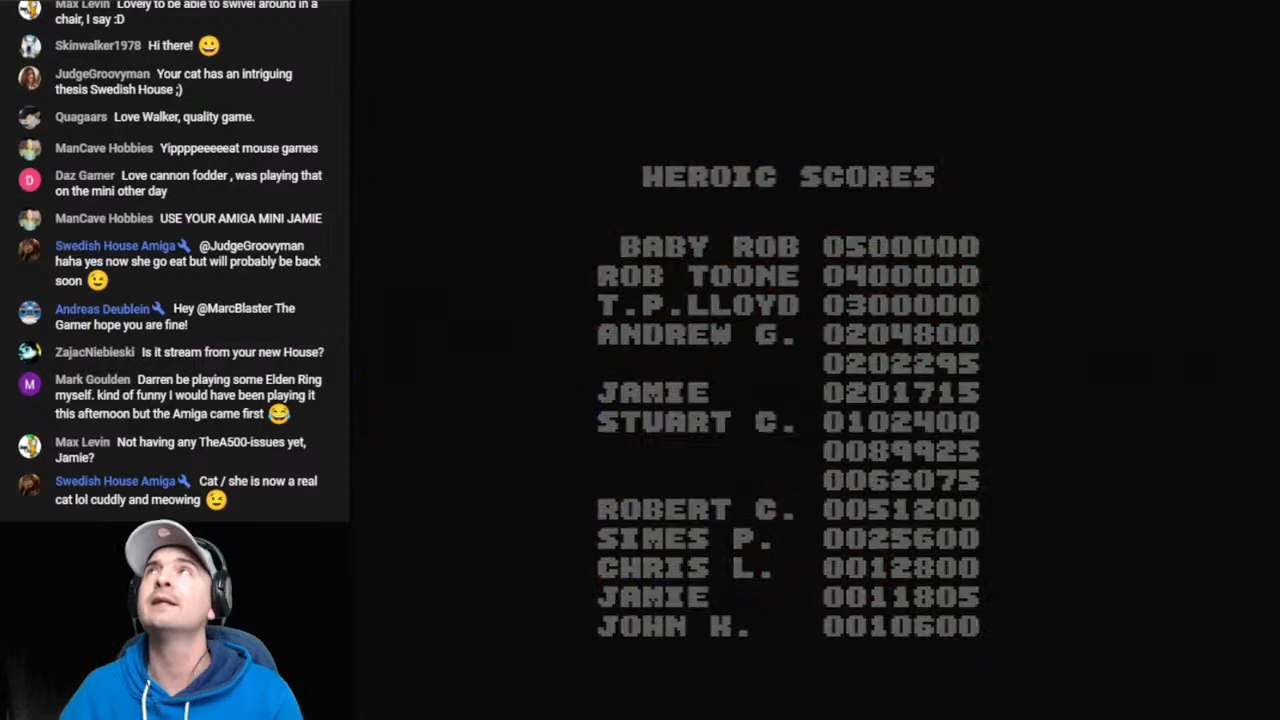 Max Levin Lovely to be able to swivel around in a
chair, I say :D
Skinwalker1978 Hi there!
JudgeGroovyman Your cat has an intriguing
thesis Swedish House ;)
Quagaars Love Walker, quality game.
ManCave Hobbies Yipppeeeeeat mouse games
D
Daz Gamer Love cannon fodder , was playing that
on the mini other day
ManCave Hobbies USE YOUR AMIGA MINI JAMIE
Swedish House Amiga @JudgeGroovyman
haha yes now she go eat but will probably be back
soon
Andreas Deublein Hey @MarcBlaster The
Gamer hope you are fine!
ZajacNiebieski Is it stream from your new House?
M
Mark Goulden Darren be playing some Elden Ring
myself. kind of funny I would have been playing it
this afternoon but the Amiga came first
Max Levin Not having any TheA500-issues yet,
Jamie?
Swedish House Amiga Cat / she is now a real
cat lol cuddly and meowing
HEROIC SCORES
BABY ROB 0500000
ROB TOONE 0400000
T.P.LLOYD 0300000
ANDREW G. 0204800
0202295
JAMIE 0201715
STUART C. 0102400
0089925
0062075
ROBERT C. 0051200
SIMES P. 0025600
CHRIS L. 0012800
JAMIE 0011805
JOHN K. 0010600